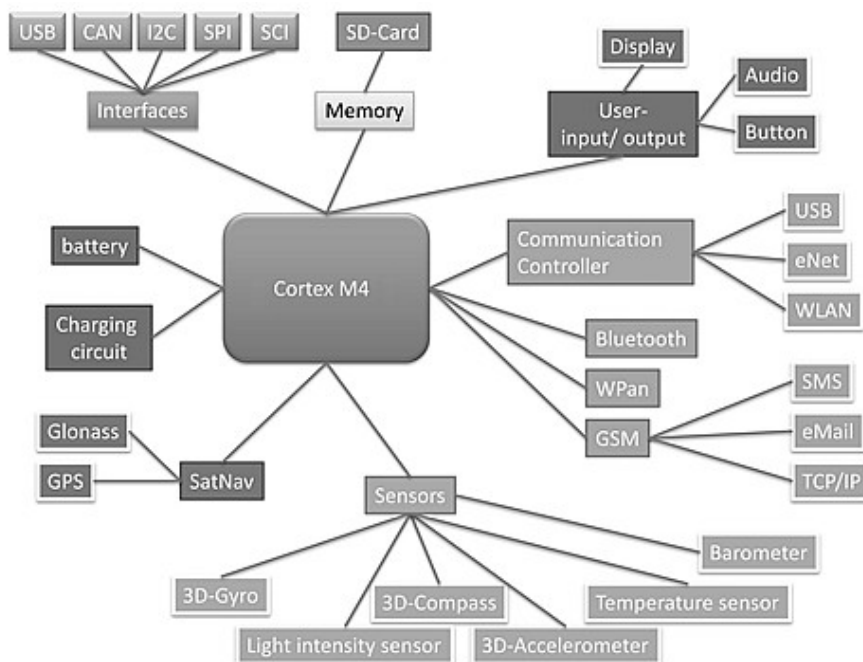 USB
CAN
I2C
SPI
SCI
SD-Card
Display
Audio
Interfaces
Memory
User-
input/ output
Button
battery
Cortex M4
Communication
Controller
USB
eNet
WLAN
Charging
circuit
Bluetooth
WPan
GSM
SMS
eMail
TCP/IP
Glonass
GPS
SatNav
Sensors
Barometer
3D-Gyro
3D-Compass
Temperature sensor
Light intensity sensor
3D-Accelerometer